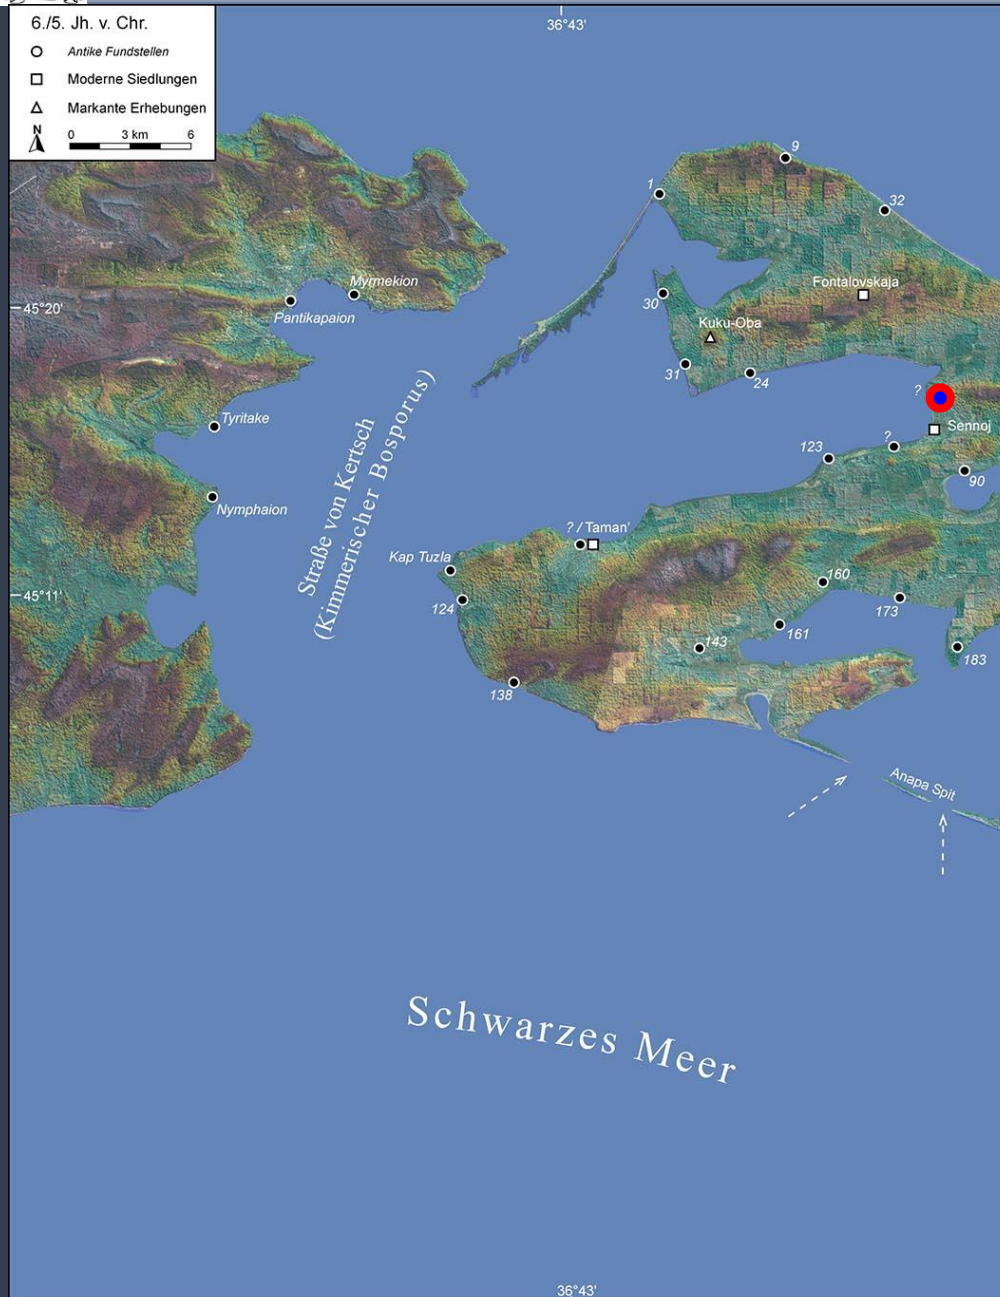 6./5. Jh. v. Chr.
Antike Fundstellen
Moderne Siedlungen
Markante Erhebungen
N
0 3 km 6
36°43'
9
1
32
Fontalovskaja
Myrmekion
30
45°20'
Pantikapaion
Kuku-Oba
31
24
?
Tyritake
Sennoj
?
123
90
Nymphaion
Straße von Kertsch
(Kimmerischer Bosporus)
? / Taman'
Kap Tuzla
160
45°11'
124
173
161
143
183
138
Anapa Spit
Schwarzes Meer
36°43'